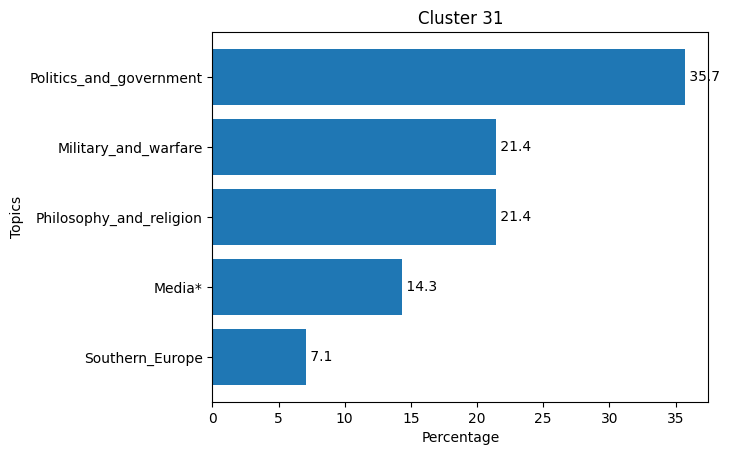 Cluster 31
Topics
Politics_and_government
35.7
Military_and_warfare
21.4
Philosophy_and_religion
21.4
Media*
14.3
Southern_Europe
7.1
0 5 10 15 20 25 30 35
Percentage